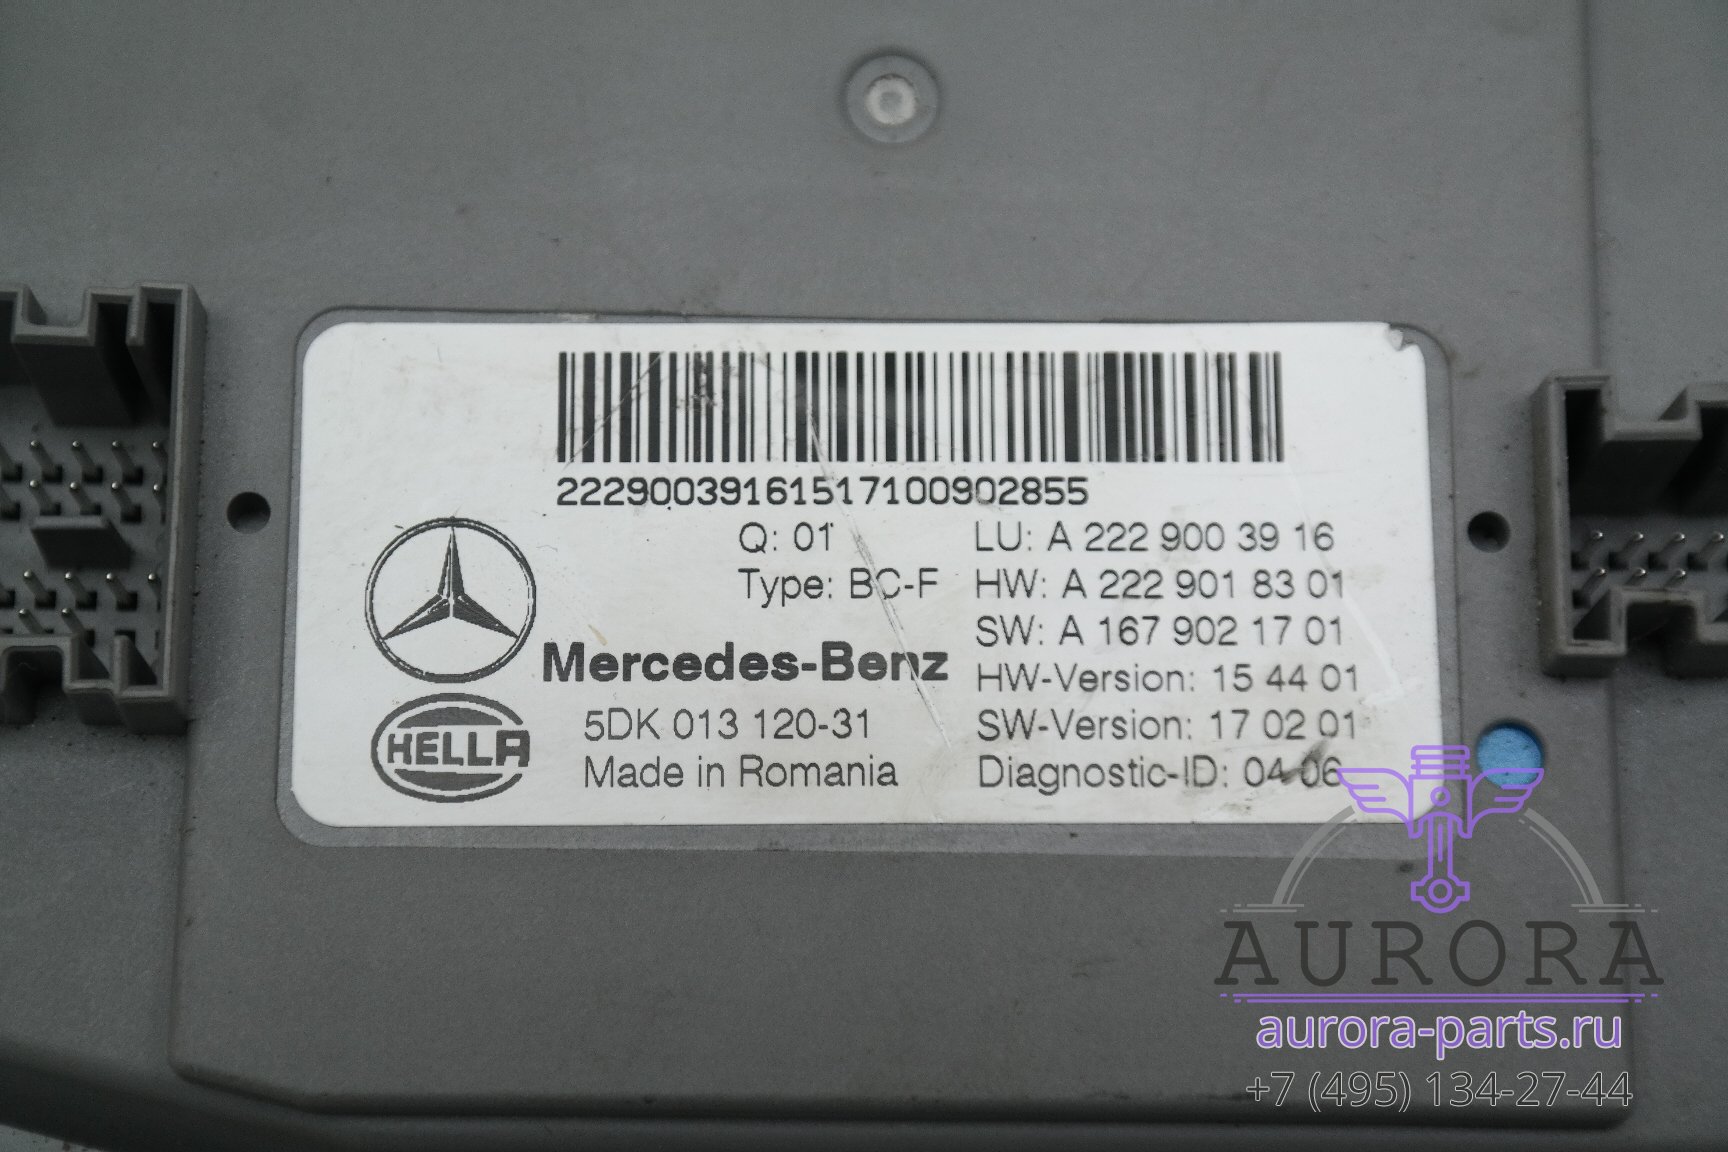 2229003916151710090​2855
Q: 01
LU: A 222 900 39 16
Type: BC-F
HW: A 222 901 83 01
SW: A 167 902 17 01
Mercedes-Benz
HW-Version: 15 44 01
HELLA
5DK 013 120-31
SW-Version: 17 02 01
Made in Romania
Diagnostic-ID: 04 06
AURORA
aurora-parts.ru
+7 (495) 134-27-44